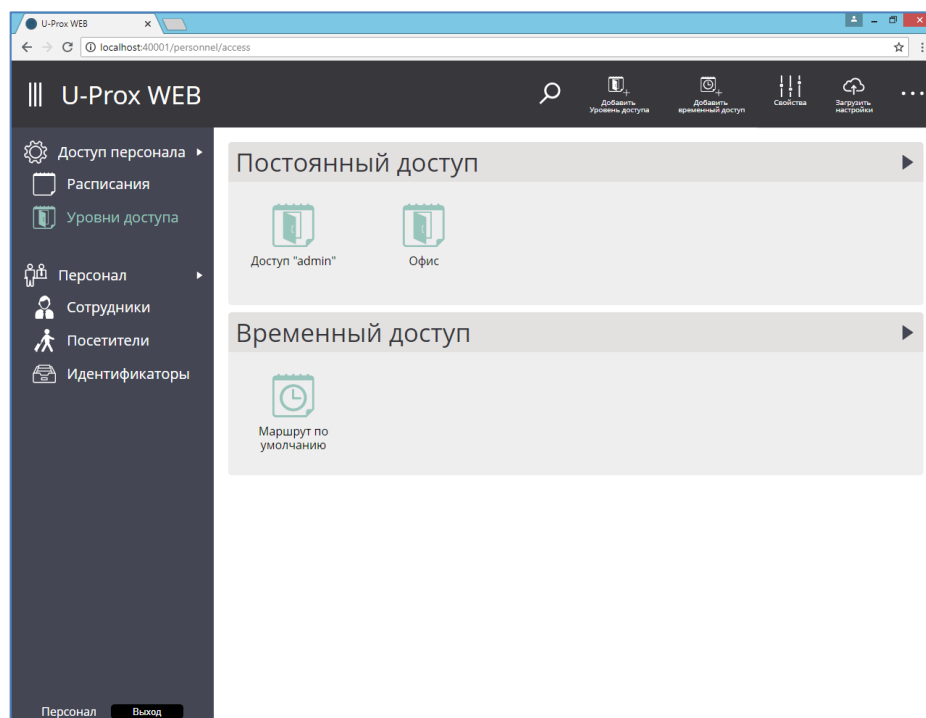 U-Prox WEB
localhost:40001/personnel/access
U-Prox WEB
Добавить
Уровень доступа
Добавить
временный доступ
Свойства
Загрузить
настройки
Доступ персонала
Расписания
Уровни доступа
Персонал
Сотрудники
Посетители
Идентификаторы
Персонал
Выход
Постоянный доступ
Доступ "admin"
Офис
Временный доступ
Маршрут по
умолчанию